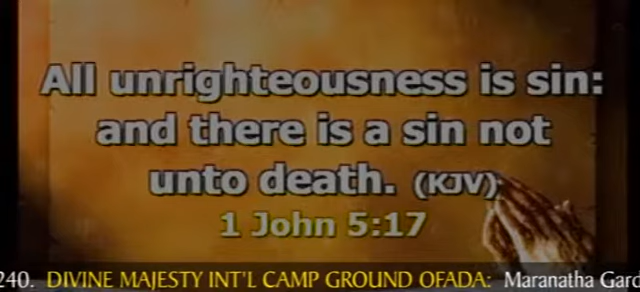 All unrighteousness is sin:
and there is a sin not
unto death. (KJV)
1 John 5:17
240. DIVINE MAJESTY INT'L CAMP GROUND OFADA: Maranatha Gard